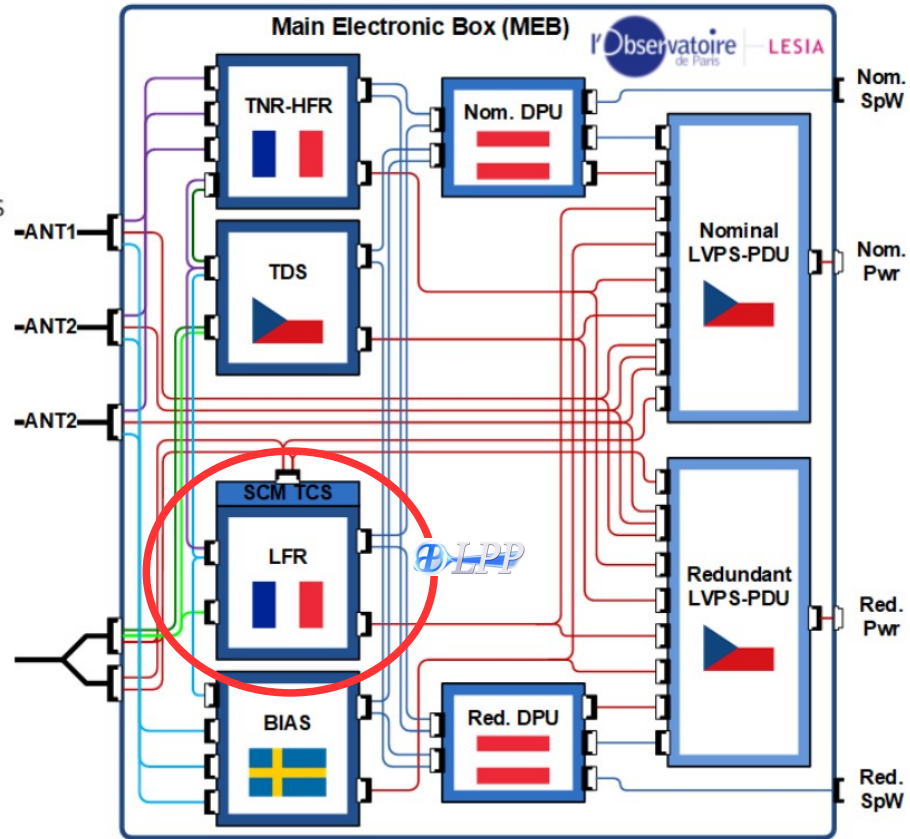 Main Electronic Box (MEB)
l'Observatoire
de Paris
LESIA
TNR-HFR
Nom. DPU
Nom.
SpW
s
-ANT1
TDS
Nominal
LVPS-PDU
Nom.
Pwr
-ANT2
-ANT2
SCM TCS
LFR
LPP
Redundant
LVPS-PDU
Red.
Pwr
BIAS
Red. DPU
Red.
SpW